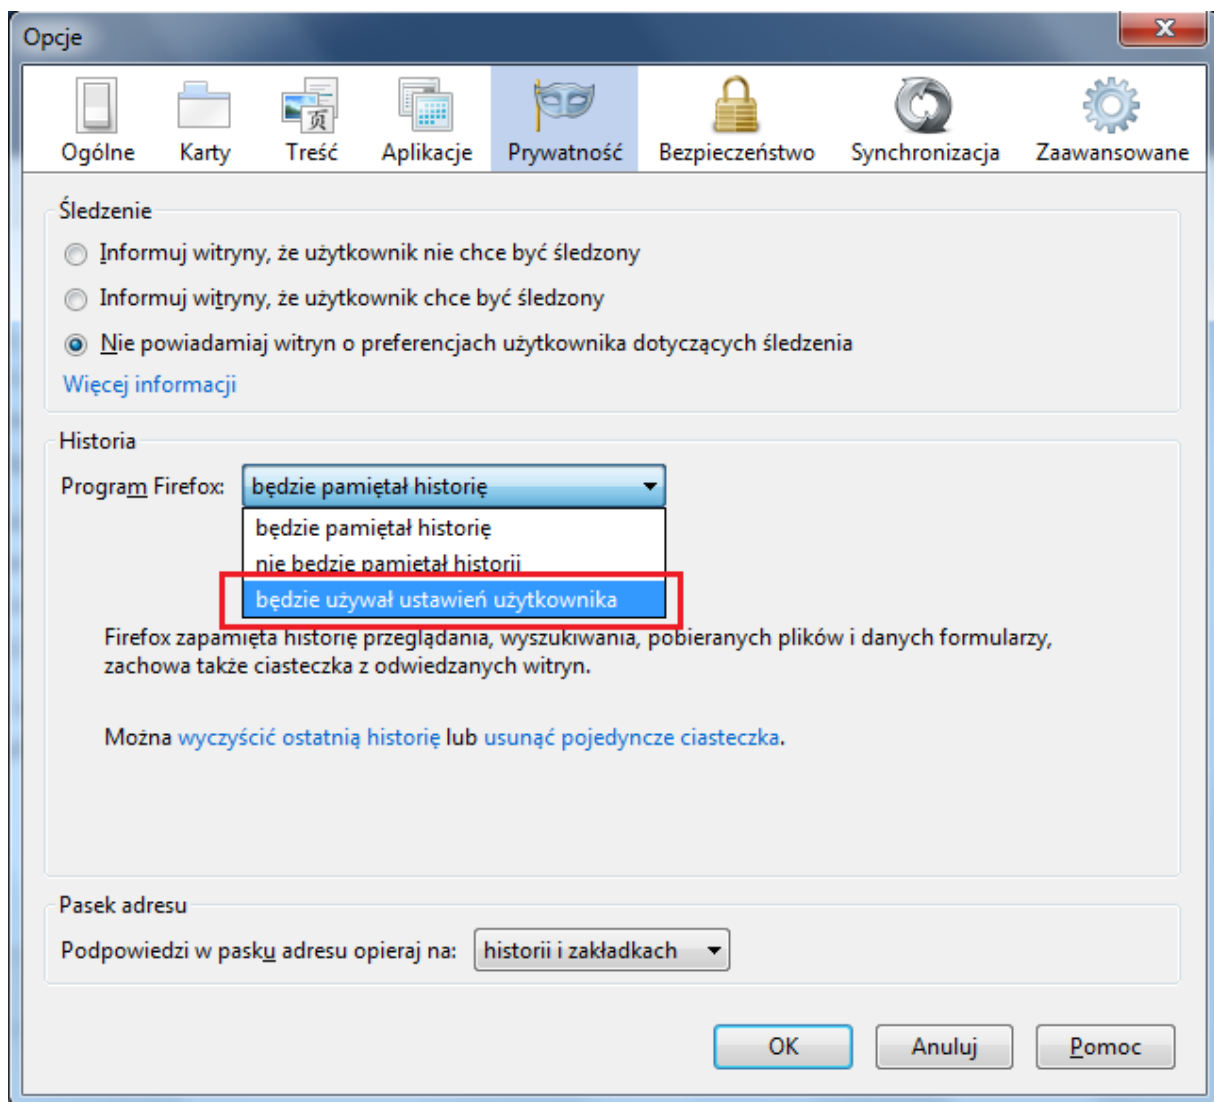 Opcje
Ogólne Karty Treść Aplikacje Prywatność Bezpieczeństwo Synchronizacja Zaawansowane
页
Śledzenie
Informuj witryny, że użytkownik nie chce być śledzony
Informuj witryny, że użytkownik chce być śledzony
Nie powiadamiaj witryn o preferencjach użytkownika dotyczących śledzenia
Więcej informacji
Historia
Program Firefox: będzie pamiętał historię
będzie pamiętał historię
nie będzie pamiętał historii
będzie używał ustawień użytkownika
Firefox zapamięta historię przeglądania, wyszukiwania, pobieranych plików i danych formularzy,
zachowa także ciasteczka z odwiedzanych witryn.
Można wyczyścić ostatnią historię lub usunąć pojedyncze ciasteczka.
Pasek adresu
Podpowiedzi w pasku adresu opieraj na: historii i zakładkach
OK Anuluj Pomoc